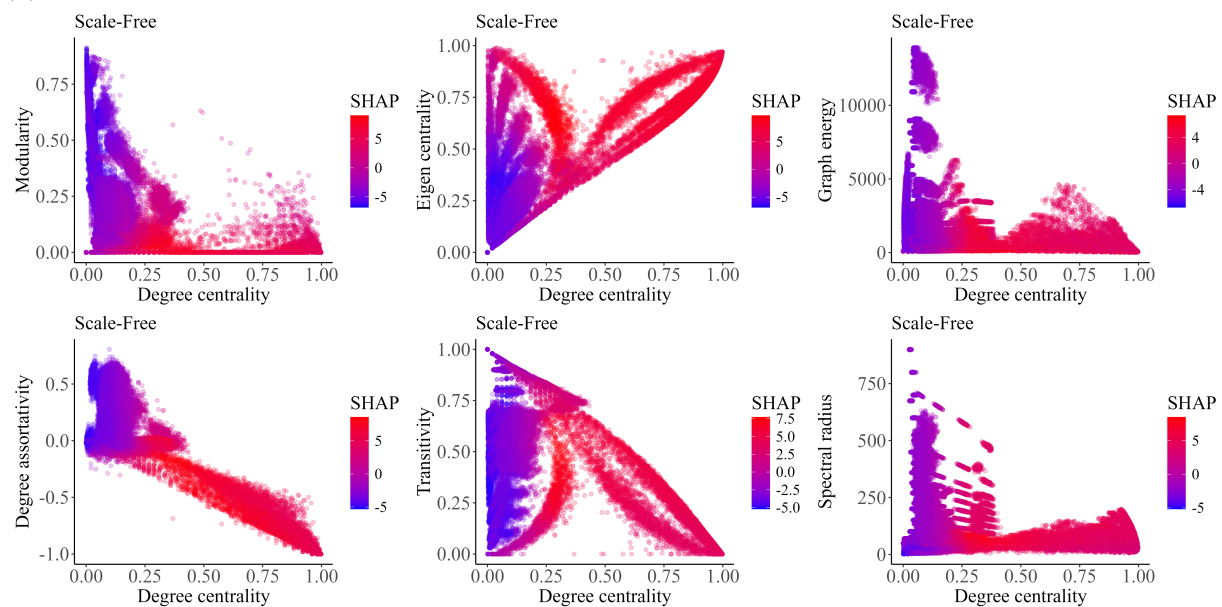 Scale-Free
Modularity
0.75
0.50
0.25
0.00
0.00 0.25 0.50 0.75 1.00
Degree centrality
SHAP
5
0
-5
Scale-Free
Eigen centrality
1.00
0.75
0.50
0.25
0.00
0.00 0.25 0.50 0.75 1.00
Degree centrality
SHAP
5
0
-5
Scale-Free
Graph energy
10000
5000
0
0.00 0.25 0.50 0.75 1.00
Degree centrality
SHAP
4
0
-4
Scale-Free
Degree assortativity
0.5
0.0
-0.5
-1.0
0.00 0.25 0.50 0.75 1.00
Degree centrality
SHAP
5
0
-5
Scale-Free
Transitivity
1.00
0.75
0.50
0.25
0.00
0.00 0.25 0.50 0.75 1.00
Degree centrality
SHAP
7.5
5.0
2.5
0.0
-2.5
-5.0
Scale-Free
Spectral radius
750
500
250
0
0.00 0.25 0.50 0.75 1.00
Degree centrality
SHAP
5
0
-5